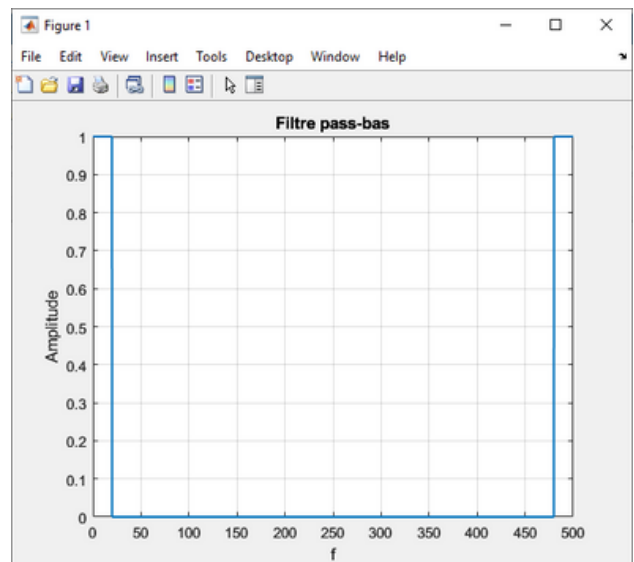 Figure 1
File Edit View Insert Tools Desktop Window Help
Filtre pass-bas
1
0.9
0.8
0.7
0.6
0.5
0.4
0.3
0.2
0.1
0
Amplitude
0 50 100 150 200 250 300 350 400 450 500
f